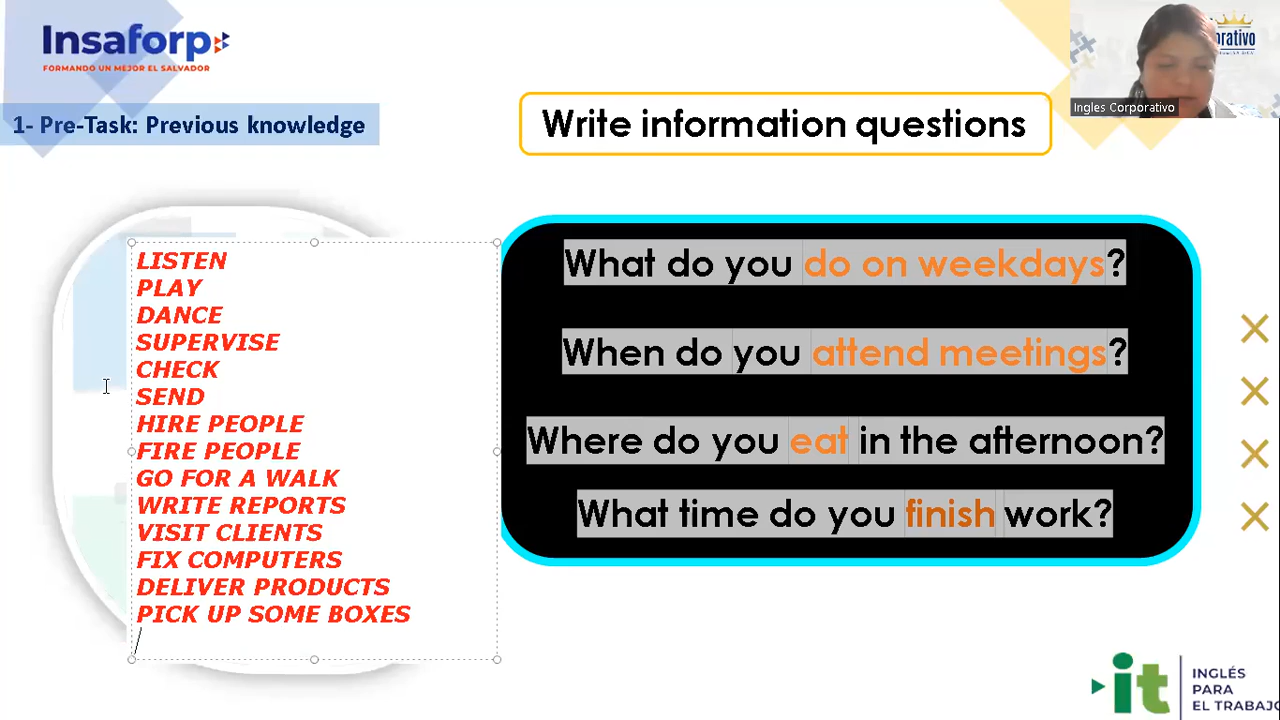 Insaforp
FORMANDO UN MEJOR EL SALVADOR
rativo
Ingles Corporativo
1- Pre-Task: Previous knowledge
Write information questions
LISTEN
PLAY
DANCE
SUPERVISE
CHECK
SEND
HIRE PEOPLE
FIRE PEOPLE
GO FOR A WALK
WRITE REPORTS
VISIT CLIENTS
FIX COMPUTERS
DELIVER PRODUCTS
PICK UP SOME BOXES
What do you do on weekdays?
When do you attend meetings?
Where do you eat in the afternoon?
What time do you finish work?
it
INGLÉS
PARA
EL TRABAJO